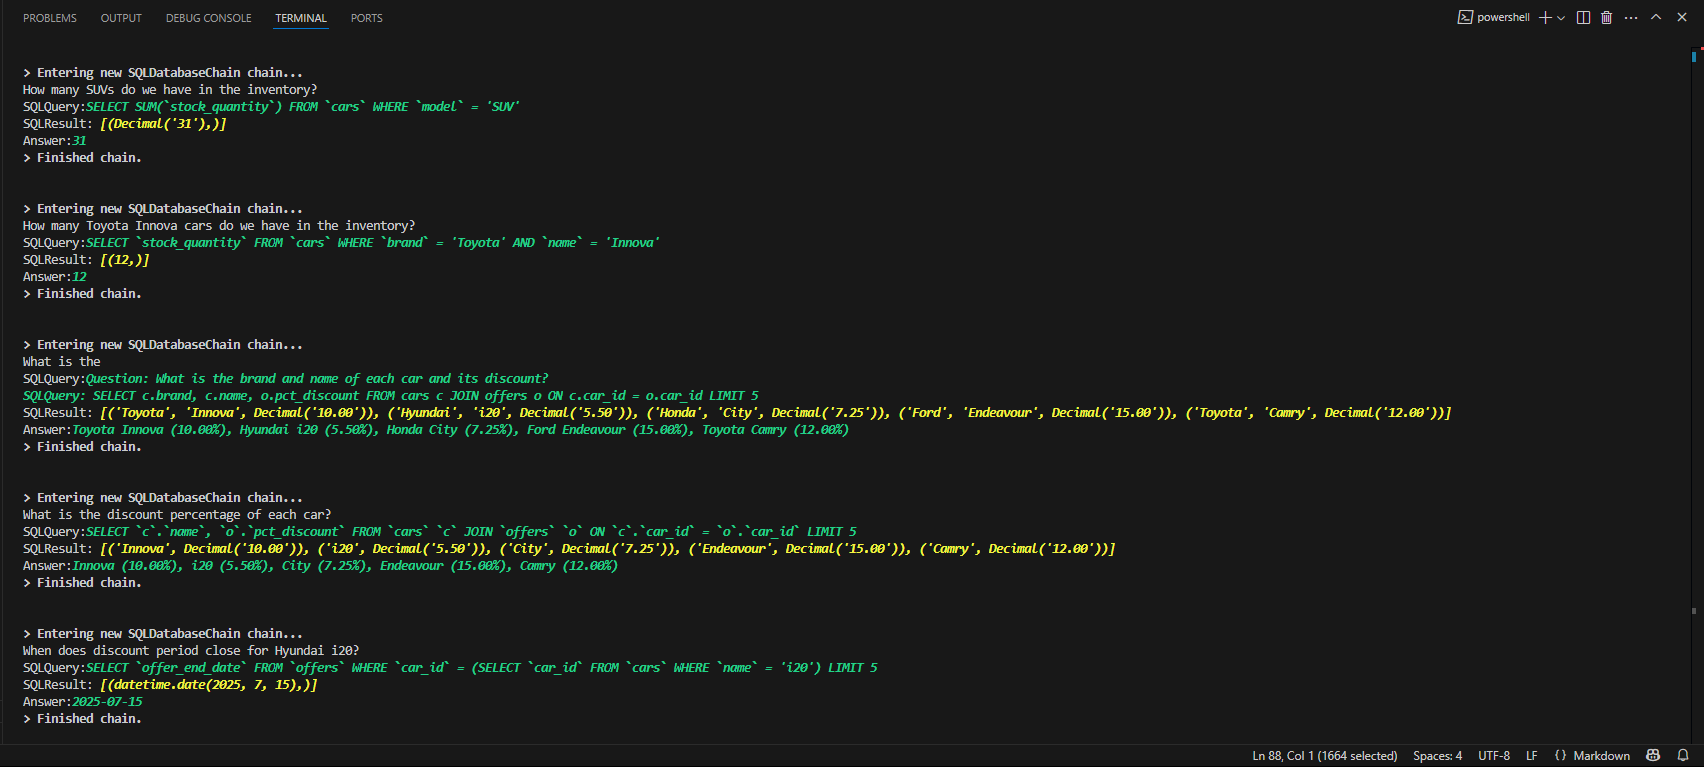 PROBLEMS OUTPUT DEBUG CONSOLE TERMINAL PORTS powershell
> Entering new SQLDatabaseChain chain...
How many SUVs do we have in the inventory?
SQLQuery:SELECT SUM(`stock_quantity`) FROM `cars` WHERE `model` = 'SUV'
SQLResult: [(Decimal('31'),)]
Answer:31
> Finished chain.
> Entering new SQLDatabaseChain chain...
How many Toyota Innova cars do we have in the inventory?
SQLQuery:SELECT `stock_quantity` FROM `cars` WHERE `brand` = 'Toyota' AND `name` = 'Innova'
SQLResult: [(12,)]
Answer:12
> Finished chain.
> Entering new SQLDatabaseChain chain...
What is the
SQLQuery:Question: What is the brand and name of each car and its discount?
SQLQuery: SELECT c.brand, c.name, o.pct_discount FROM cars c JOIN offers o ON c.car_id = o.car_id LIMIT 5
SQLResult: [('Toyota', 'Innova', Decimal('10.00')), ('Hyundai', 'i20', Decimal('5.50')), ('Honda', 'City', Decimal('7.25')), ('Ford', 'Endeavour', Decimal('15.00')), ('Toyota', 'Camry', Decimal('12.00'))]
Answer:Toyota Innova (10.00%), Hyundai i20 (5.50%), Honda City (7.25%), Ford Endeavour (15.00%), Toyota Camry (12.00%)
> Finished chain.
> Entering new SQLDatabaseChain chain...
What is the discount percentage of each car?
SQLQuery:SELECT `c`.`name`, `o`.`pct_discount` FROM `cars` `c` JOIN `offers` `o` ON `c`.`car_id` = `o`.`car_id` LIMIT 5
SQLResult: [('Innova', Decimal('10.00')), ('i20', Decimal('5.50')), ('City', Decimal('7.25')), ('Endeavour', Decimal('15.00')), ('Camry', Decimal('12.00'))]
Answer:Innova (10.00%), i20 (5.50%), City (7.25%), Endeavour (15.00%), Camry (12.00%)
> Finished chain.
> Entering new SQLDatabaseChain chain...
When does discount period close for Hyundai i20?
SQLQuery:SELECT `offer_end_date` FROM `offers` WHERE `car_id` = (SELECT `car_id` FROM `cars` WHERE `name` = 'i20') LIMIT 5
SQLResult: [(datetime.date(2025, 7, 15),)]
Answer:2025-07-15
> Finished chain.
Ln 88, Col 1 (1664 selected) Spaces: 4 UTF-8 LF {} Markdown